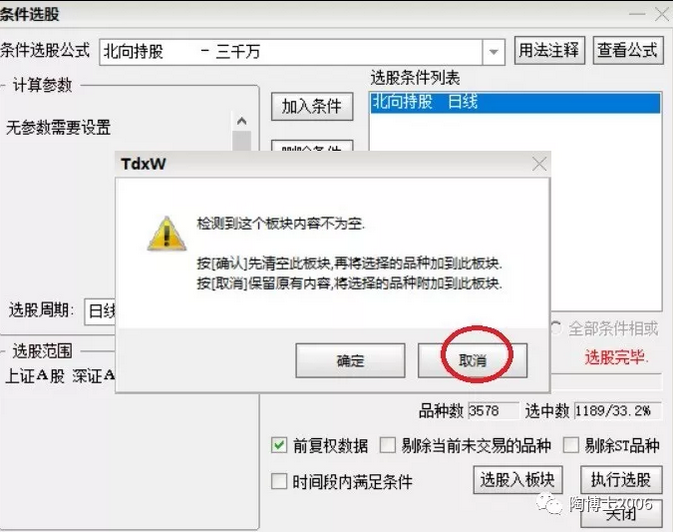 条件选股
条件选股公式 北向持股 - 三千万 用法注释 查看公式
计算参数
无参数需要设置
加入条件
删除条件
选股条件列表
北向持股 日线
TdxW
检测到这个板块内容不为空.
按[确认]先清空此板块,再将选择的品种加到此板块.
按[取消]保留原有内容,将选择的品种附加到此板块.
确定 取消
选股周期: 日线
全部条件相或
选股范围
上证A股 深证A
选股完毕.
品种数 3578 选中数 1189/33.2%
前复权数据 剔除当前未交易的品种 剔除ST品种
时间段内满足条件 选股入板块 执行选股
关闭
陶博士2006